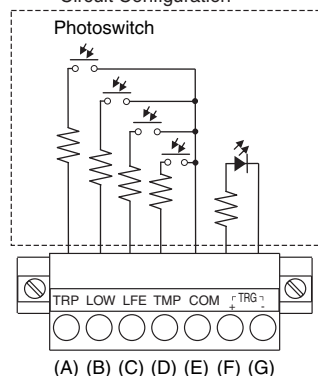 Circuit Configuration
Photoswitch
TRP LOW LFE TMP COM TRG
+ -
(A) (B) (C) (D) (E) (F) (G)